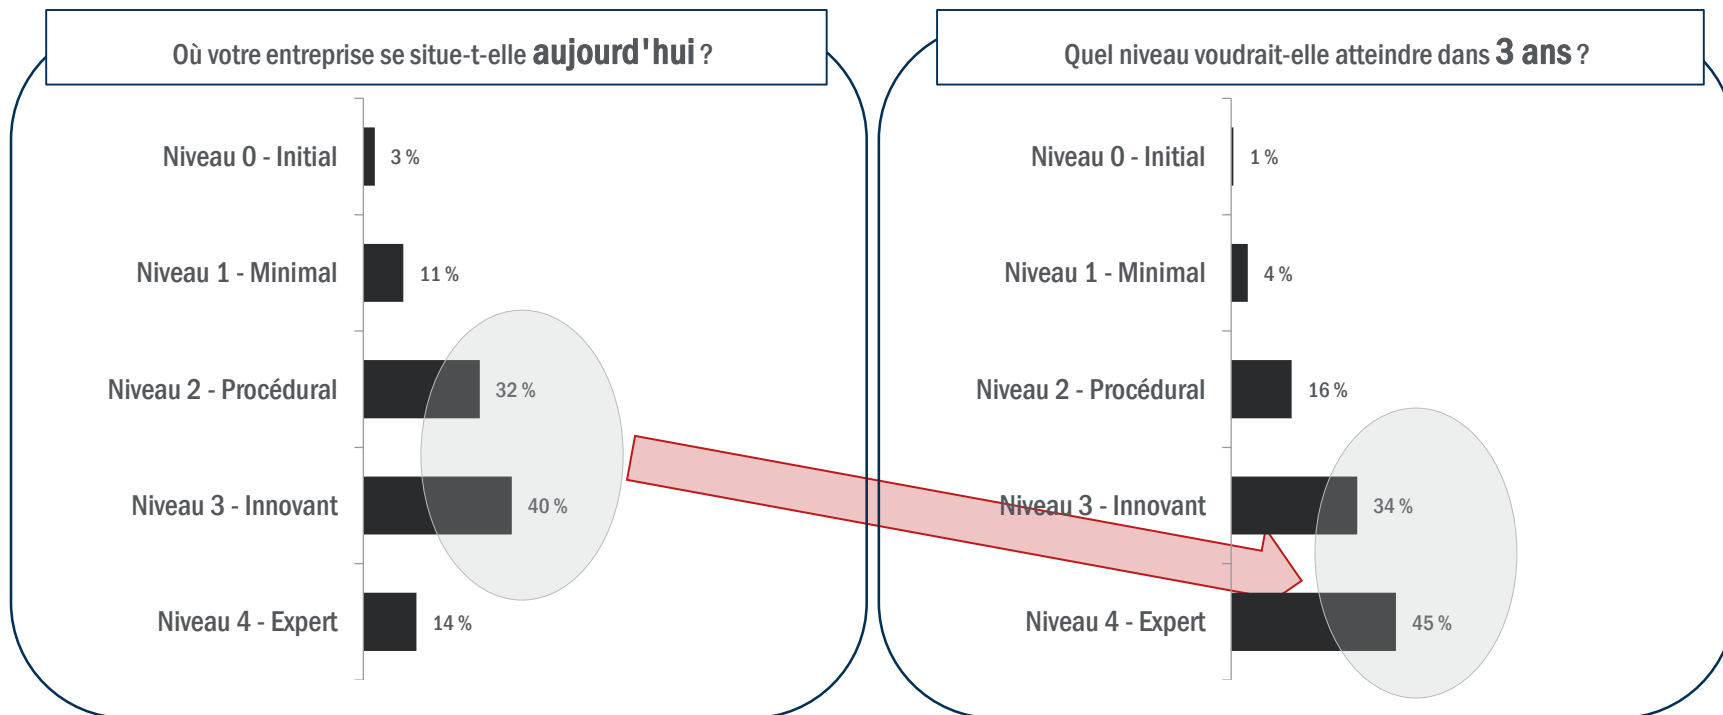 Où votre entreprise se situe-t-elle aujourd'hui ?
Niveau 0 - Initial 3 %
Niveau 1 - Minimal 11 %
Niveau 2 - Procédural 32 %
Niveau 3 - Innovant 40 %
Niveau 4 - Expert 14 %
Quel niveau voudrait-elle atteindre dans 3 ans ?
Niveau 0 - Initial 1 %
Niveau 1 - Minimal 4 %
Niveau 2 - Procédural 16 %
Niveau 3 - Innovant 34 %
Niveau 4 - Expert 45 %